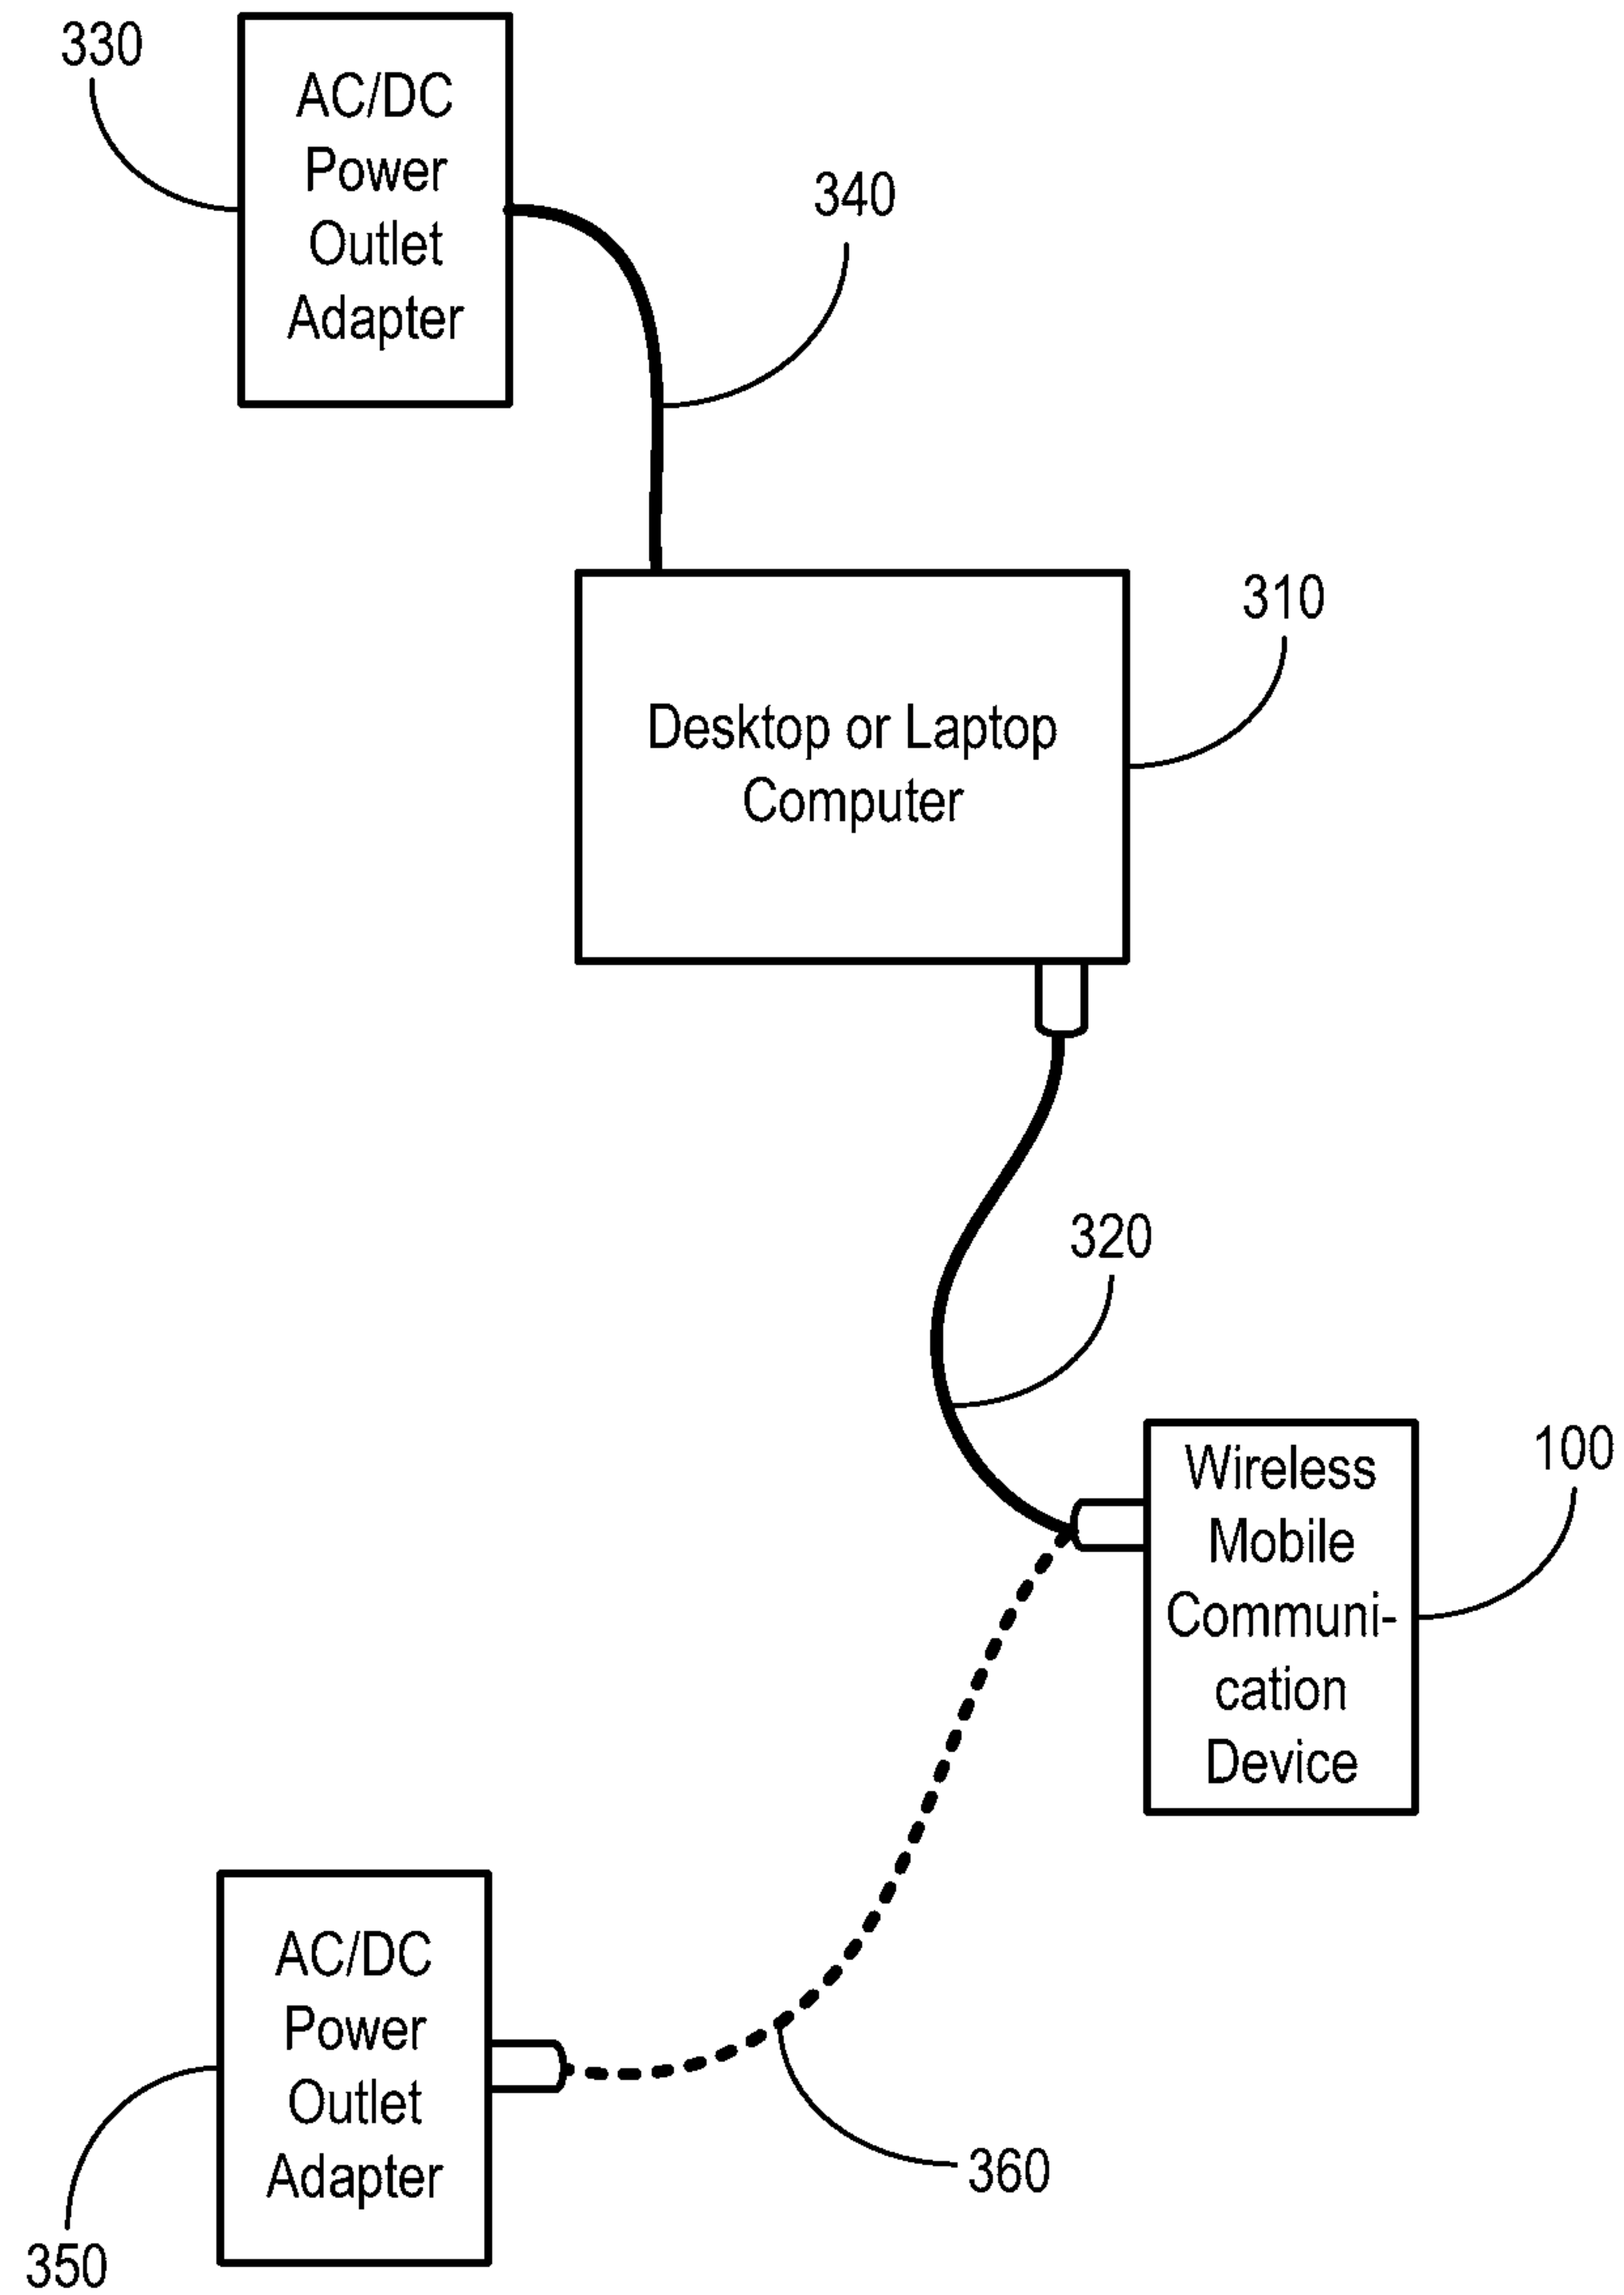 330
AC/DC
Power
Outlet
Adapter
340
310
Desktop or Laptop
Computer
320
100
Wireless
Mobile
Communi-
cation
Device
AC/DC
Power
Outlet
Adapter
360
350